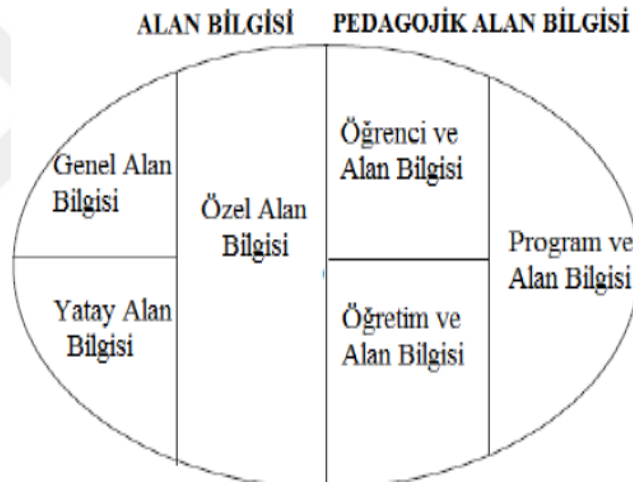 ALAN BİLGİSİ
PEDAGOJİK ALAN BİLGİSİ
Genel Alan
Bilgisi
Yatay Alan
Bilgisi
Özel Alan
Bilgisi
Öğrenci ve
Alan Bilgisi
Öğretim ve
Alan Bilgisi
Program ve
Alan Bilgisi